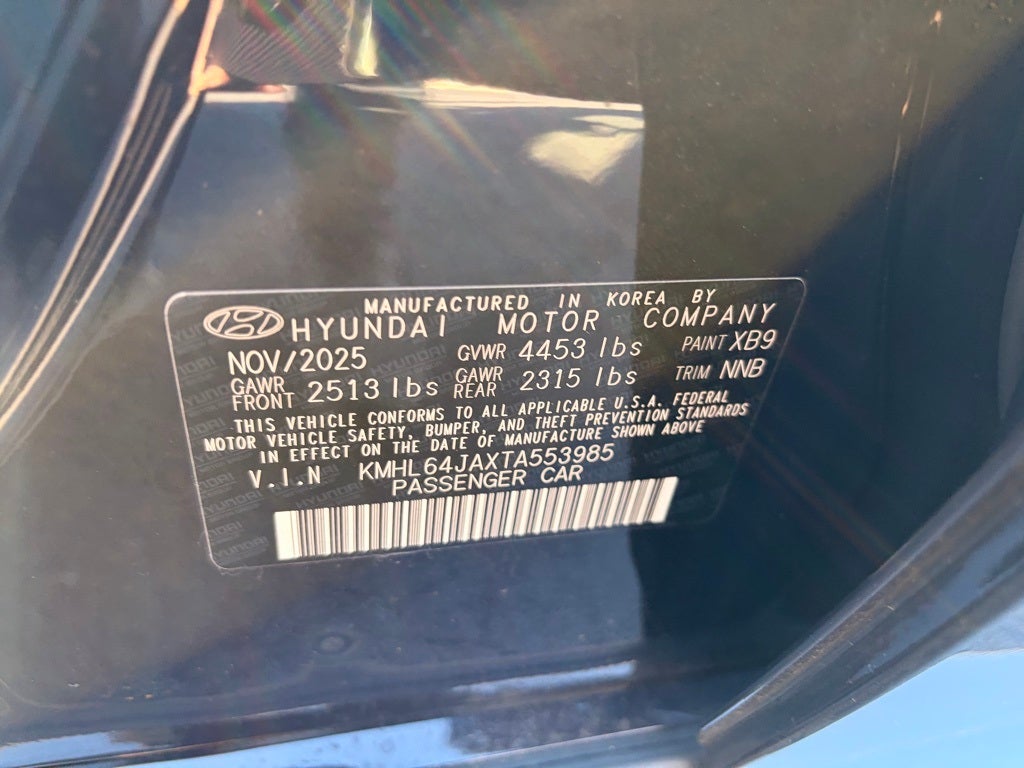 MANUFACTURED IN KOREA BY
HYUNDAI MOTOR COMPANY
NOV/2025 GVWR 4453 lbs PAINT XB9
GAWR FRONT 2513 lbs GAWR REAR 2315 lbs TRIM NNB
THIS VEHICLE CONFORMS TO ALL APPLICABLE U.S.A. FEDERAL
MOTOR VEHICLE SAFETY, BUMPER, AND THEFT PREVENTION STANDARDS
IN EFFECT ON THE DATE OF MANUFACTURE SHOWN ABOVE
V.I.N KMHL64JAXTA553985
PASSENGER CAR